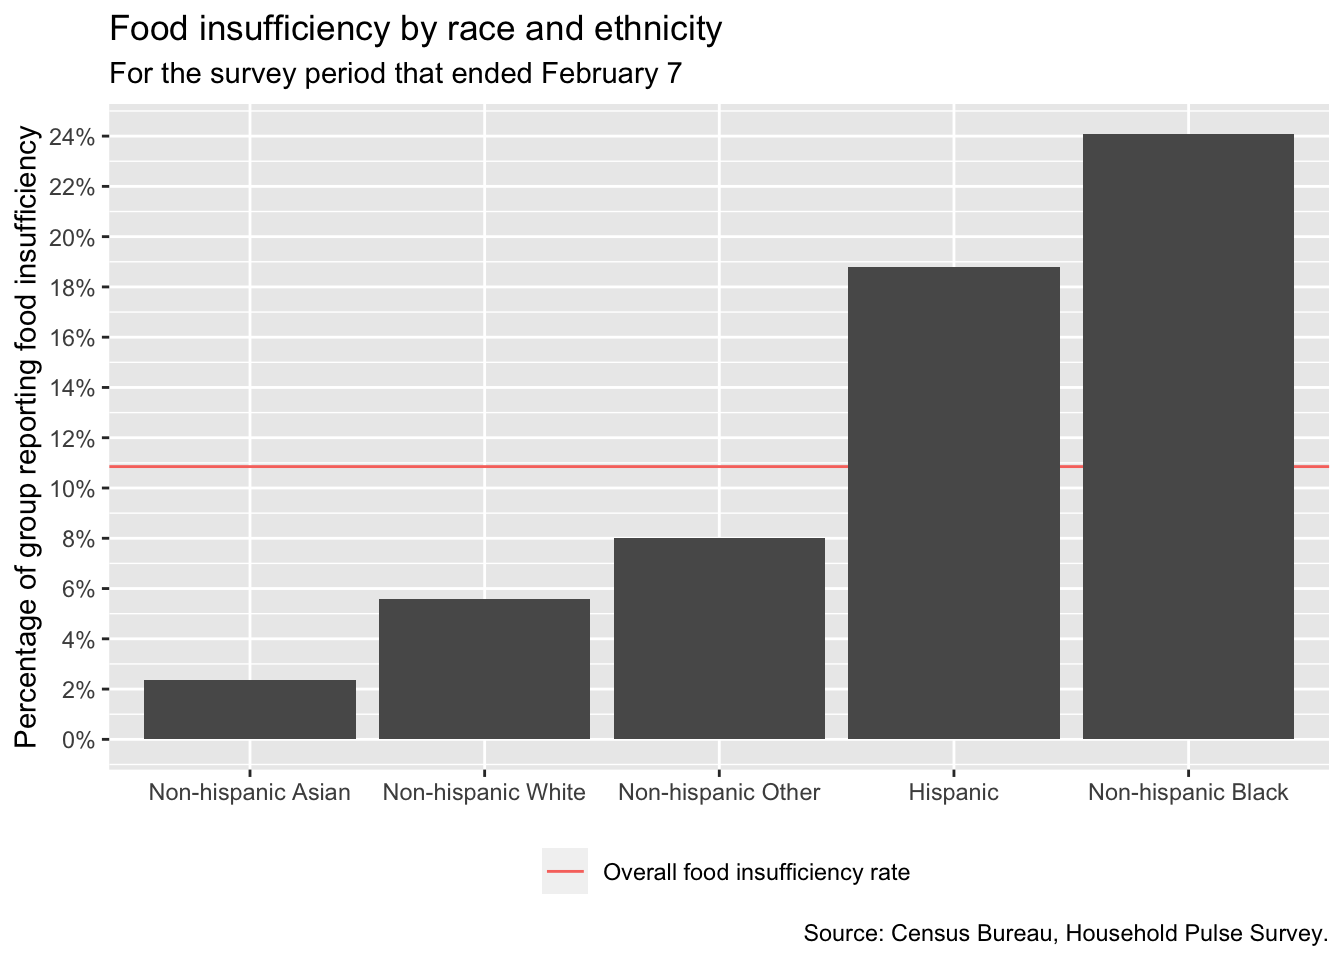 Food insufficiency by race and ethnicity
For the survey period that ended February 7
Percentage of group reporting food insufficiency
24%
22%
20%
18%
16%
14%
12%
10%
8%
6%
4%
2%
0%
Non-hispanic Asian Non-hispanic White Non-hispanic Other Hispanic Non-hispanic Black
Overall food insufficiency rate
Source: Census Bureau, Household Pulse Survey.